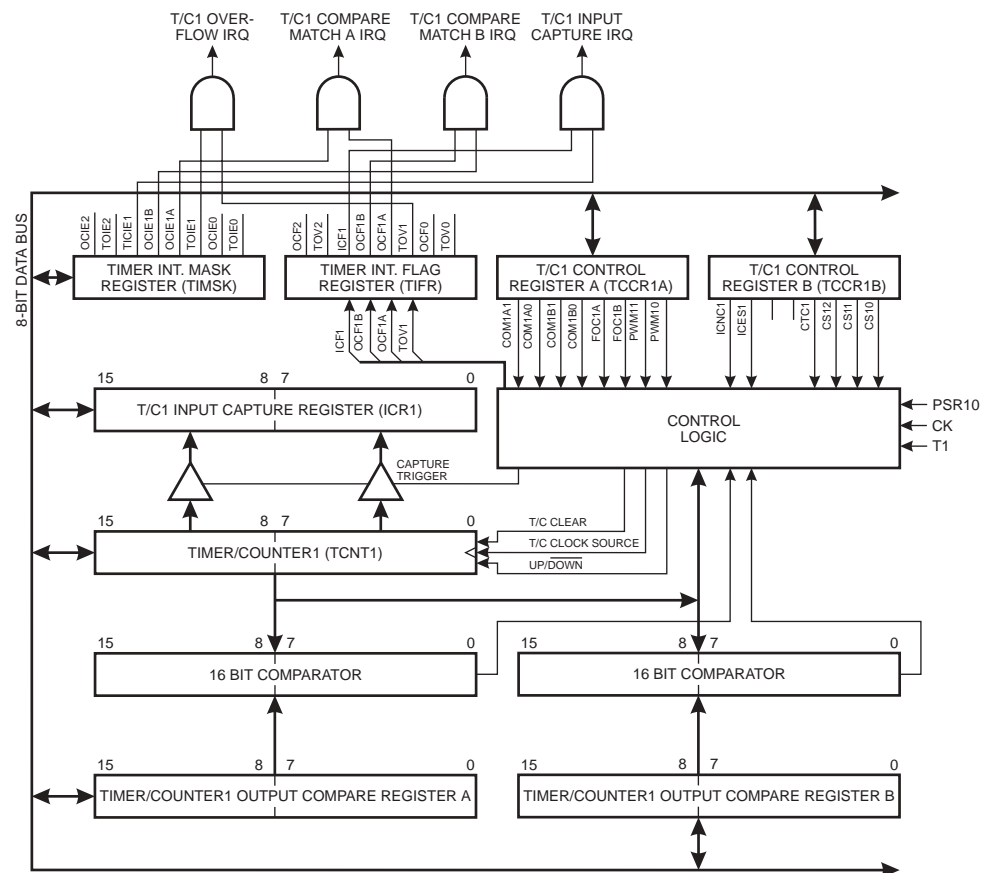 T/C1 OVER-
FLOW IRQ
T/C1 COMPARE
MATCH A IRQ
T/C1 COMPARE
MATCH B IRQ
T/C1 INPUT
CAPTURE IRQ
8-BIT DATA BUS
OCIE2
TOIE2
TICIE1
OCIE1B
OCIE1A
TOIE1
OCIE0
TOIE0
OCF2
TOV2
ICF1
OCF1B
OCF1A
TOV1
OCF0
TOV0
TIMER INT. MASK
REGISTER (TIMSK)
TIMER INT. FLAG
REGISTER (TIFR)
T/C1 CONTROL
REGISTER A (TCCR1A)
T/C1 CONTROL
REGISTER B (TCCR1B)
ICF1
OCF1B
OCF1A
TOV1
COM1A1
COM1A0
COM1B1
COM1B0
FOC1A
FOC1B
PWM11
PWM10
ICNC1
ICES1
CTC1
CS12
CS11
CS10
15 8 7 0
T/C1 INPUT CAPTURE REGISTER (ICR1)
CONTROL
LOGIC
PSR10
CK
T1
CAPTURE
TRIGGER
15 8 7 0
TIMER/COUNTER1 (TCNT1)
T/C CLEAR
T/C CLOCK SOURCE
UP/DOWN
15 8 7 0
16 BIT COMPARATOR
15 8 7 0
16 BIT COMPARATOR
15 8 7 0
TIMER/COUNTER1 OUTPUT COMPARE REGISTER A
15 8 7 0
TIMER/COUNTER1 OUTPUT COMPARE REGISTER B